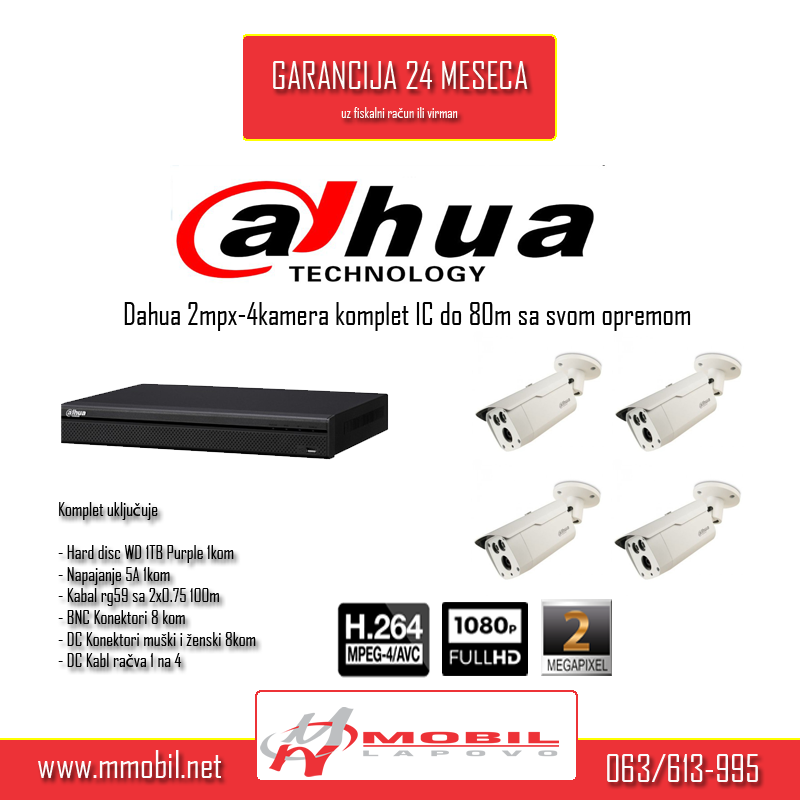 GARANCIJA 24 MESECA
uz fiskalni račun ili virman
alhua
TECHNOLOGY
Dahua 2mpx-4kamera komplet IC do 80m sa svom opremom
alhua
Komplet uključuje
- Hard disc WD 1TB Purple 1kom
- Napajanje 5A 1kom
- Kabal rg59 sa 2x0.75 100m
- BNC Konektori 8 kom
- DC Konektori muški i ženski 8kom
- DC Kabl račva 1 na 4
H.264
MPEG-4/AVC
1080p
FULL HD
2
MEGAPIXEL
MOBIL
LAPOVO
www.mmobil.net
063/613-995